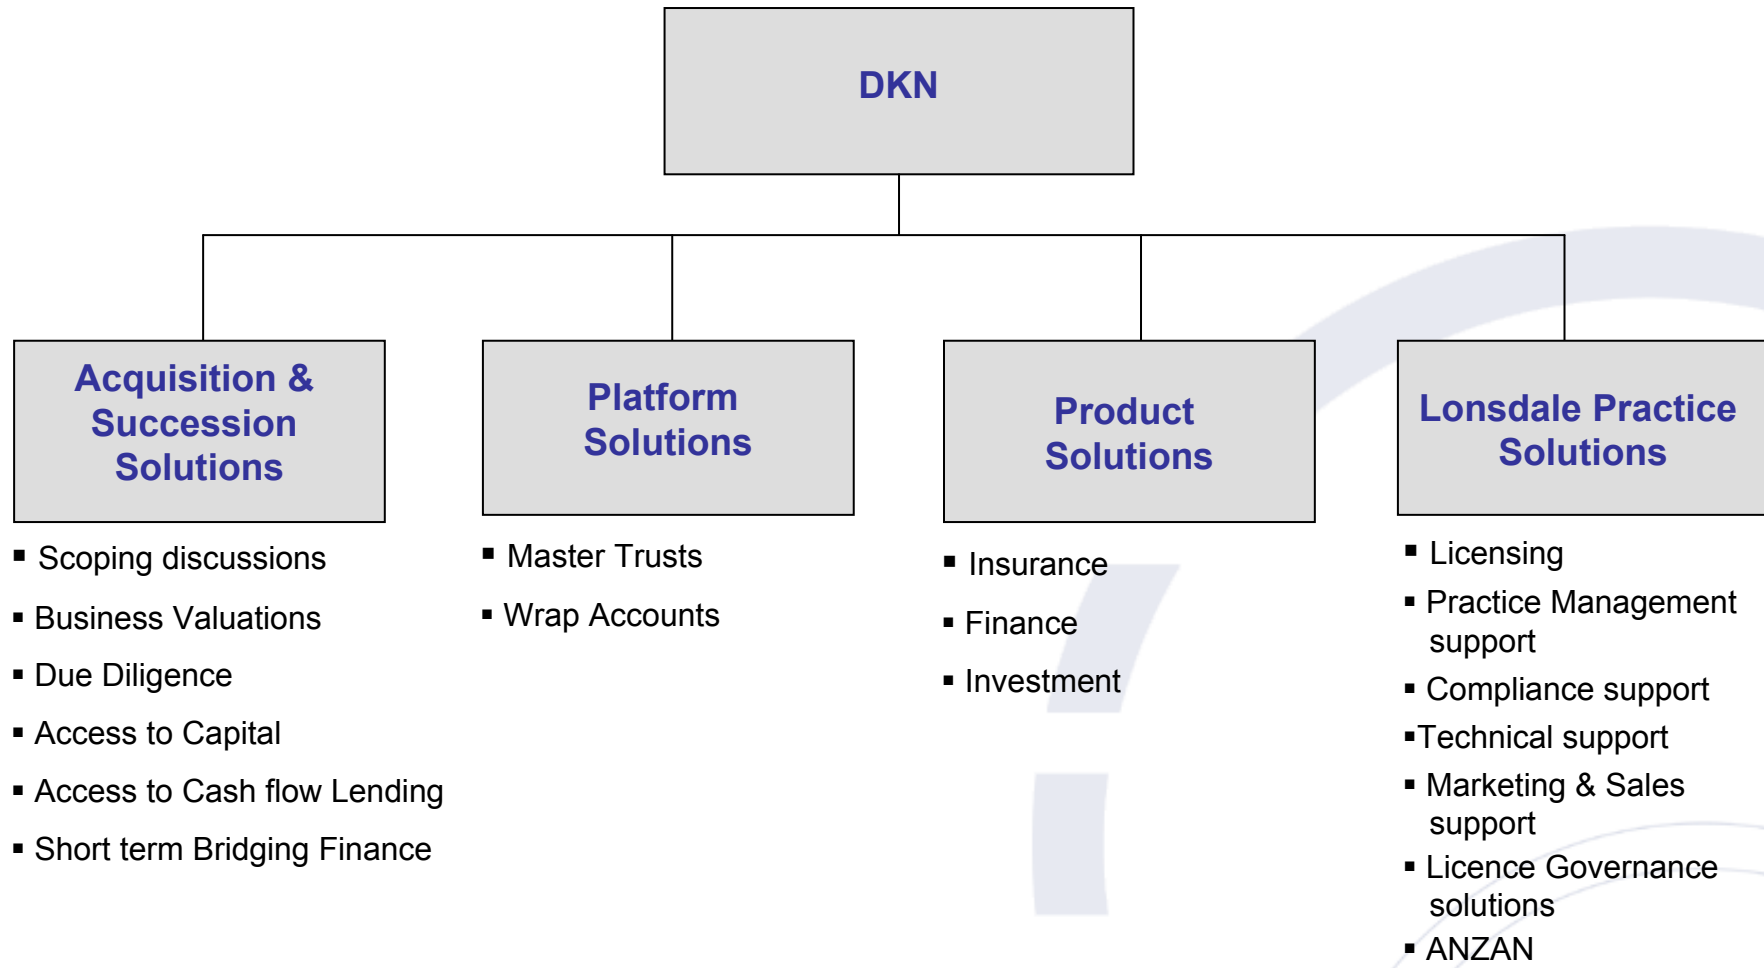 DKN
Acquisition &
Succession
Solutions
▪ Scoping discussions
▪ Business Valuations
▪ Due Diligence
▪ Access to Capital
▪ Access to Cash flow Lending
▪ Short term Bridging Finance
Platform
Solutions
▪ Master Trusts
▪ Wrap Accounts
Product
Solutions
▪ Insurance
▪ Finance
▪ Investment
Lonsdale Practice
Solutions
▪ Licensing
▪ Practice Management
support
▪ Compliance support
▪Technical support
▪ Marketing & Sales
support
▪ Licence Governance
solutions
▪ ANZAN